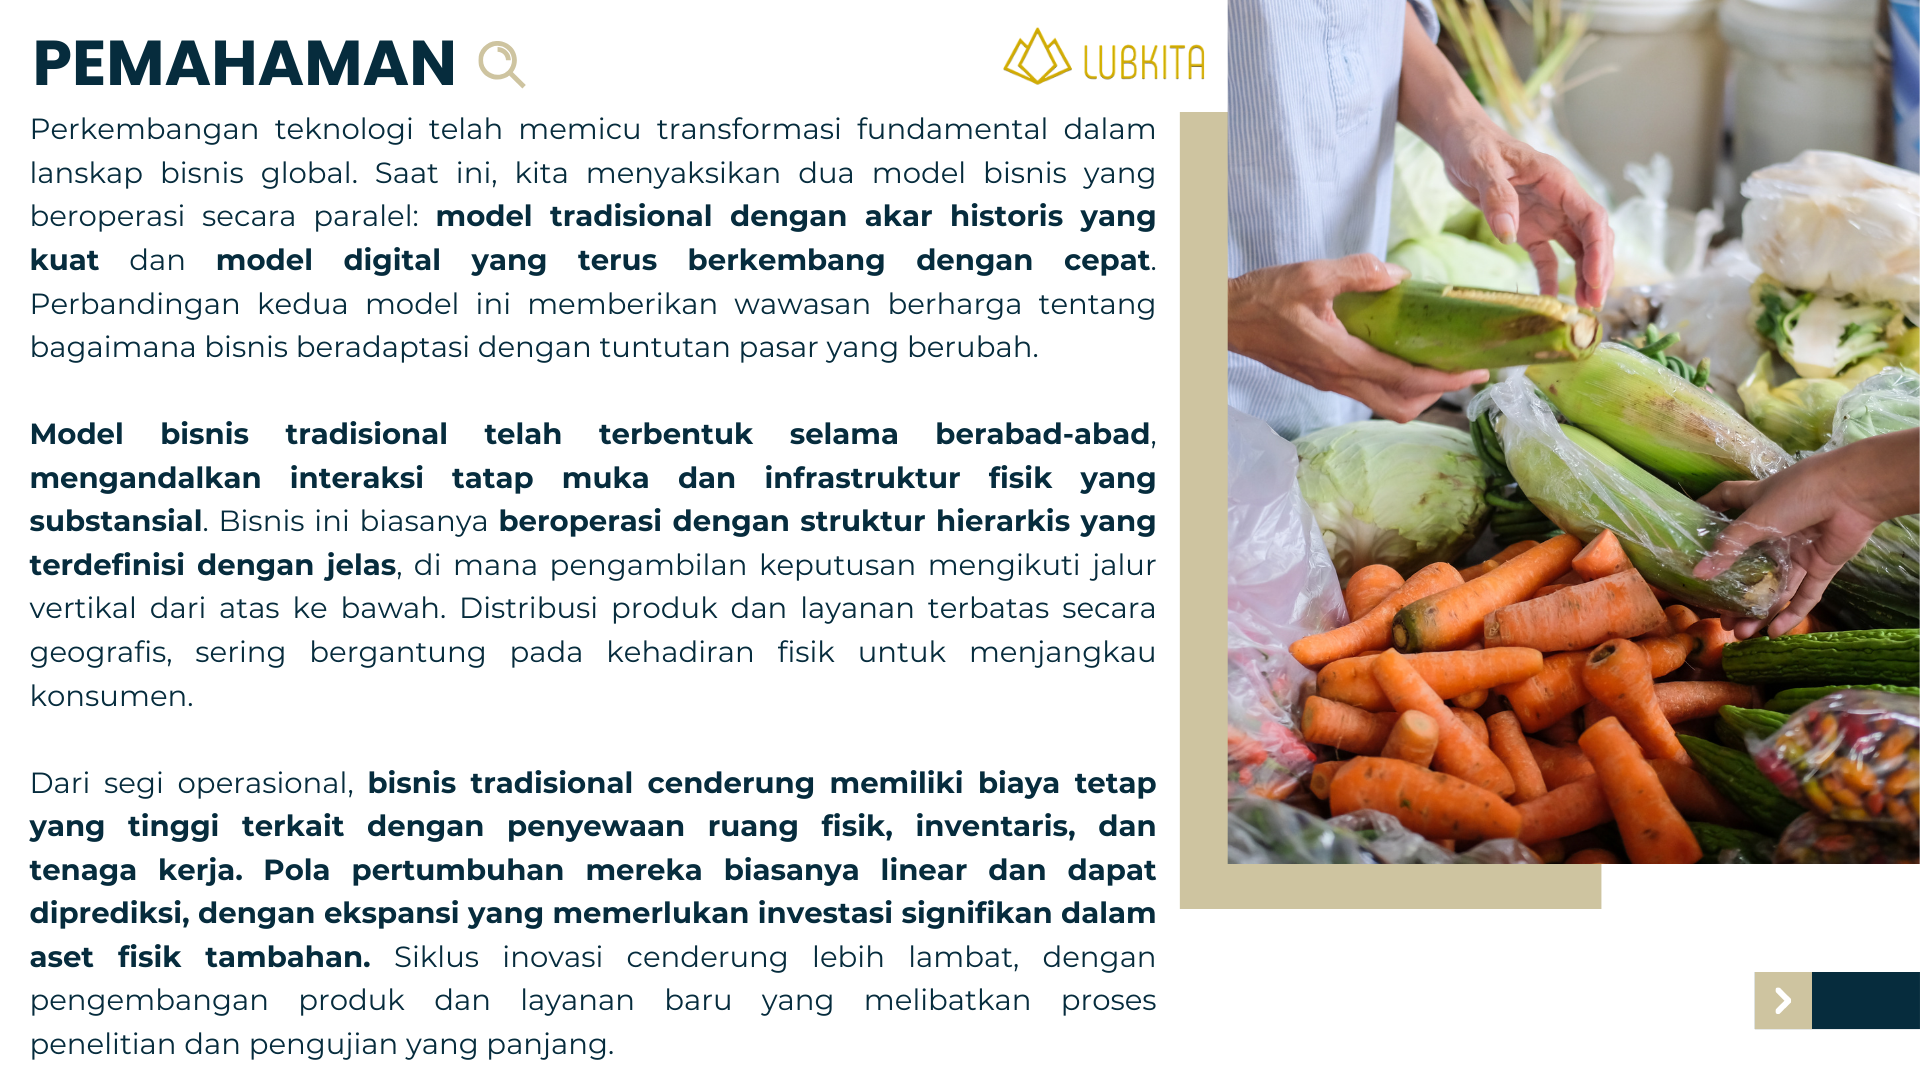 PEMAHAMAN
LUBKITA
Perkembangan teknologi telah memicu transformasi fundamental dalam
lanskap bisnis global. Saat ini, kita menyaksikan dua model bisnis yang
beroperasi secara paralel: model tradisional dengan akar historis yang
kuat dan model digital yang terus berkembang dengan cepat.
Perbandingan kedua model ini memberikan wawasan berharga tentang
bagaimana bisnis beradaptasi dengan tuntutan pasar yang berubah.
Model bisnis tradisional telah terbentuk selama berabad-abad,
mengandalkan interaksi tatap muka dan infrastruktur fisik yang
substansial. Bisnis ini biasanya beroperasi dengan struktur hierarkis yang
terdefinisi dengan jelas, di mana pengambilan keputusan mengikuti jalur
vertikal dari atas ke bawah. Distribusi produk dan layanan terbatas secara
geografis, sering bergantung pada kehadiran fisik untuk menjangkau
konsumen.
Dari segi operasional, bisnis tradisional cenderung memiliki biaya tetap
yang tinggi terkait dengan penyewaan ruang fisik, inventaris, dan
tenaga kerja. Pola pertumbuhan mereka biasanya linear dan dapat
diprediksi, dengan ekspansi yang memerlukan investasi signifikan dalam
aset fisik tambahan. Siklus inovasi cenderung lebih lambat, dengan
pengembangan produk dan layanan baru yang melibatkan proses
penelitian dan pengujian yang panjang.